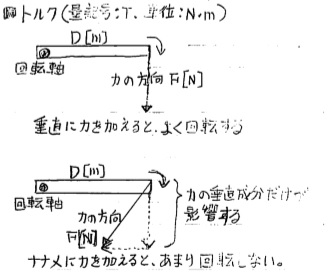 トルク(量記号:T、単位:N・m)
D[m]
回転軸
力の方向 F[N]
垂直に力を加えると、よく回転する
D[m]
回転軸
力の方向
F[N]
力の垂直成分だけが
影響する
ナナメに力を加えると、あまり回転しない。